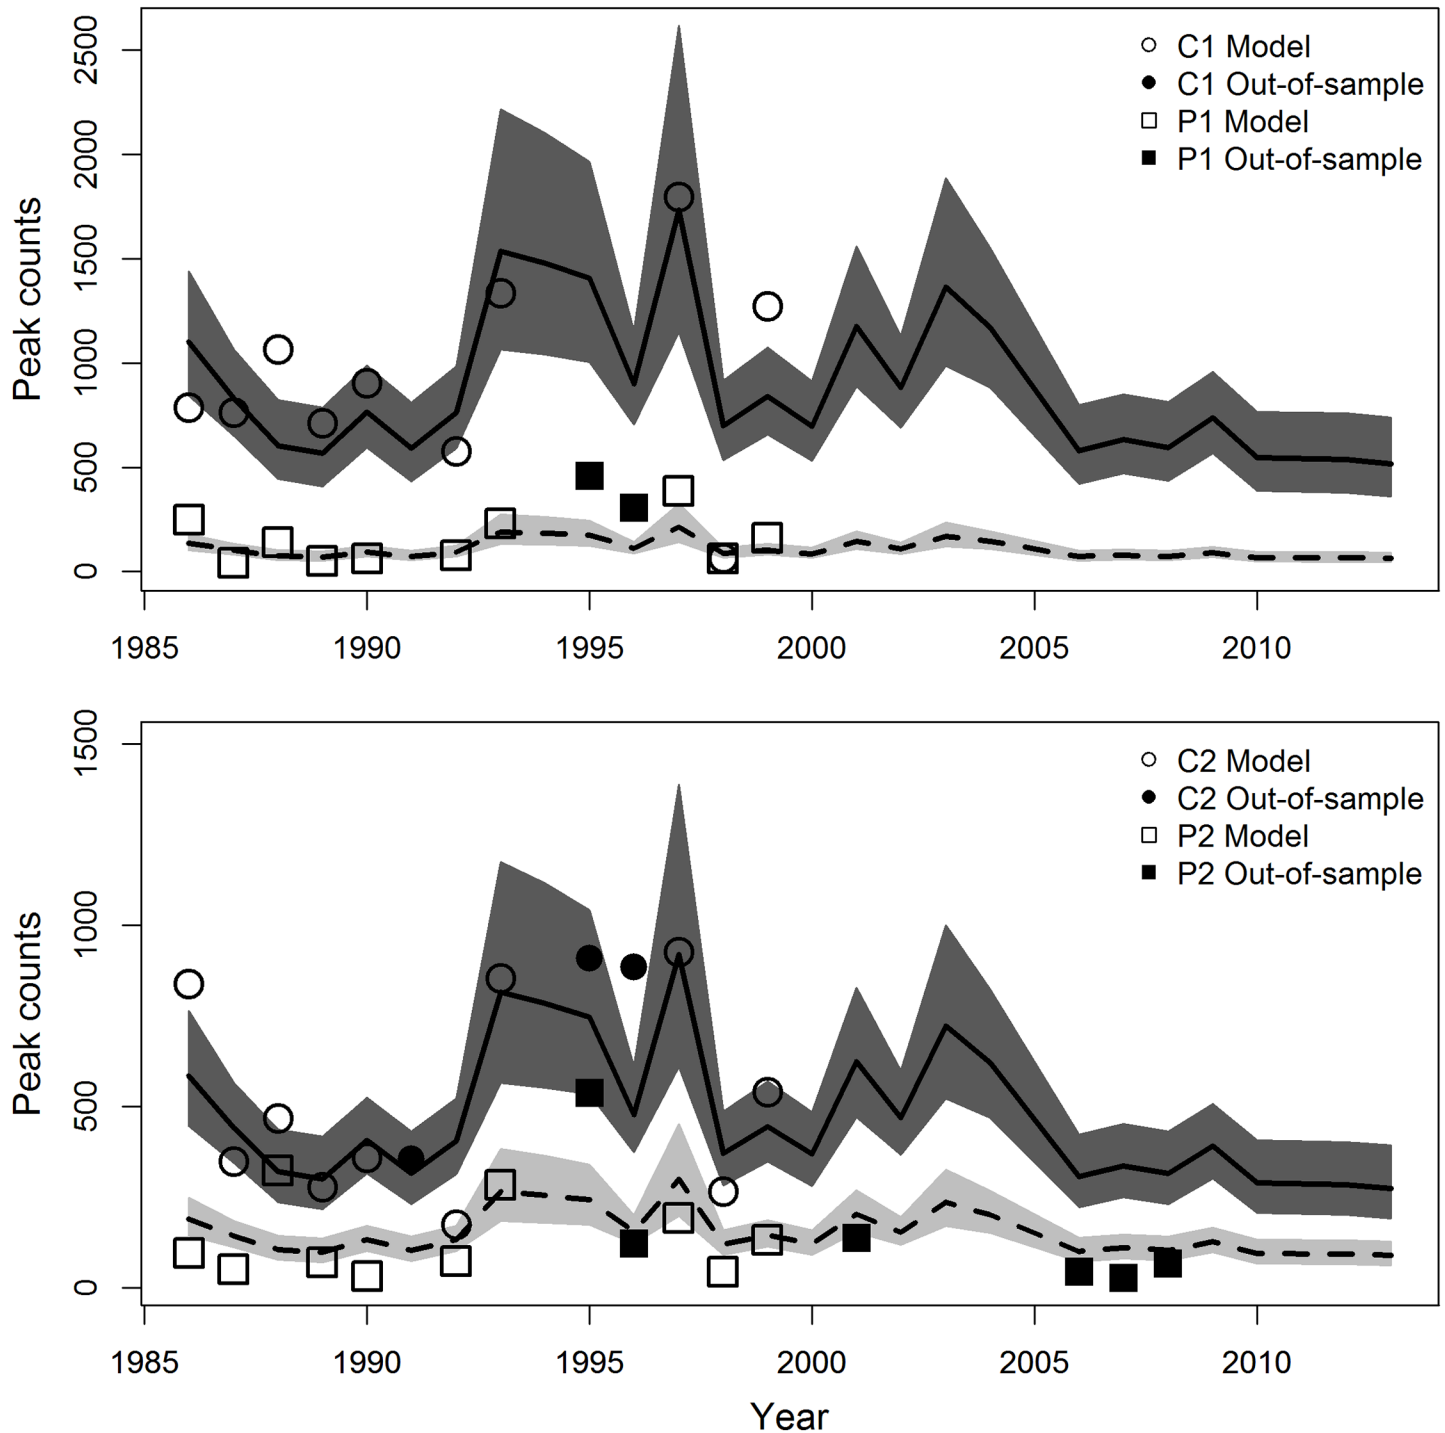 Peak counts
2500
2000
1500
1000
500
0
C1 Model
C1 Out-of-sample
P1 Model
P1 Out-of-sample
1985 1990 1995 2000 2005 2010
Peak counts
1500
1000
500
0
C2 Model
C2 Out-of-sample
P2 Model
P2 Out-of-sample
1985 1990 1995 2000 2005 2010
Year